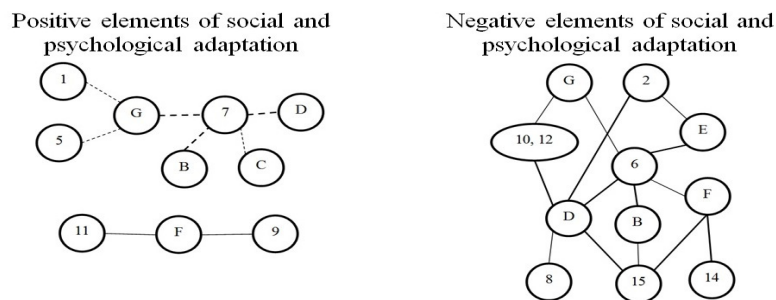 Positive elements of social and
psychological adaptation
1
G
7
D
5
B
C
11
F
9
Negative elements of social and
psychological adaptation
G
2
10, 12
E
6
F
D
B
8
15
14